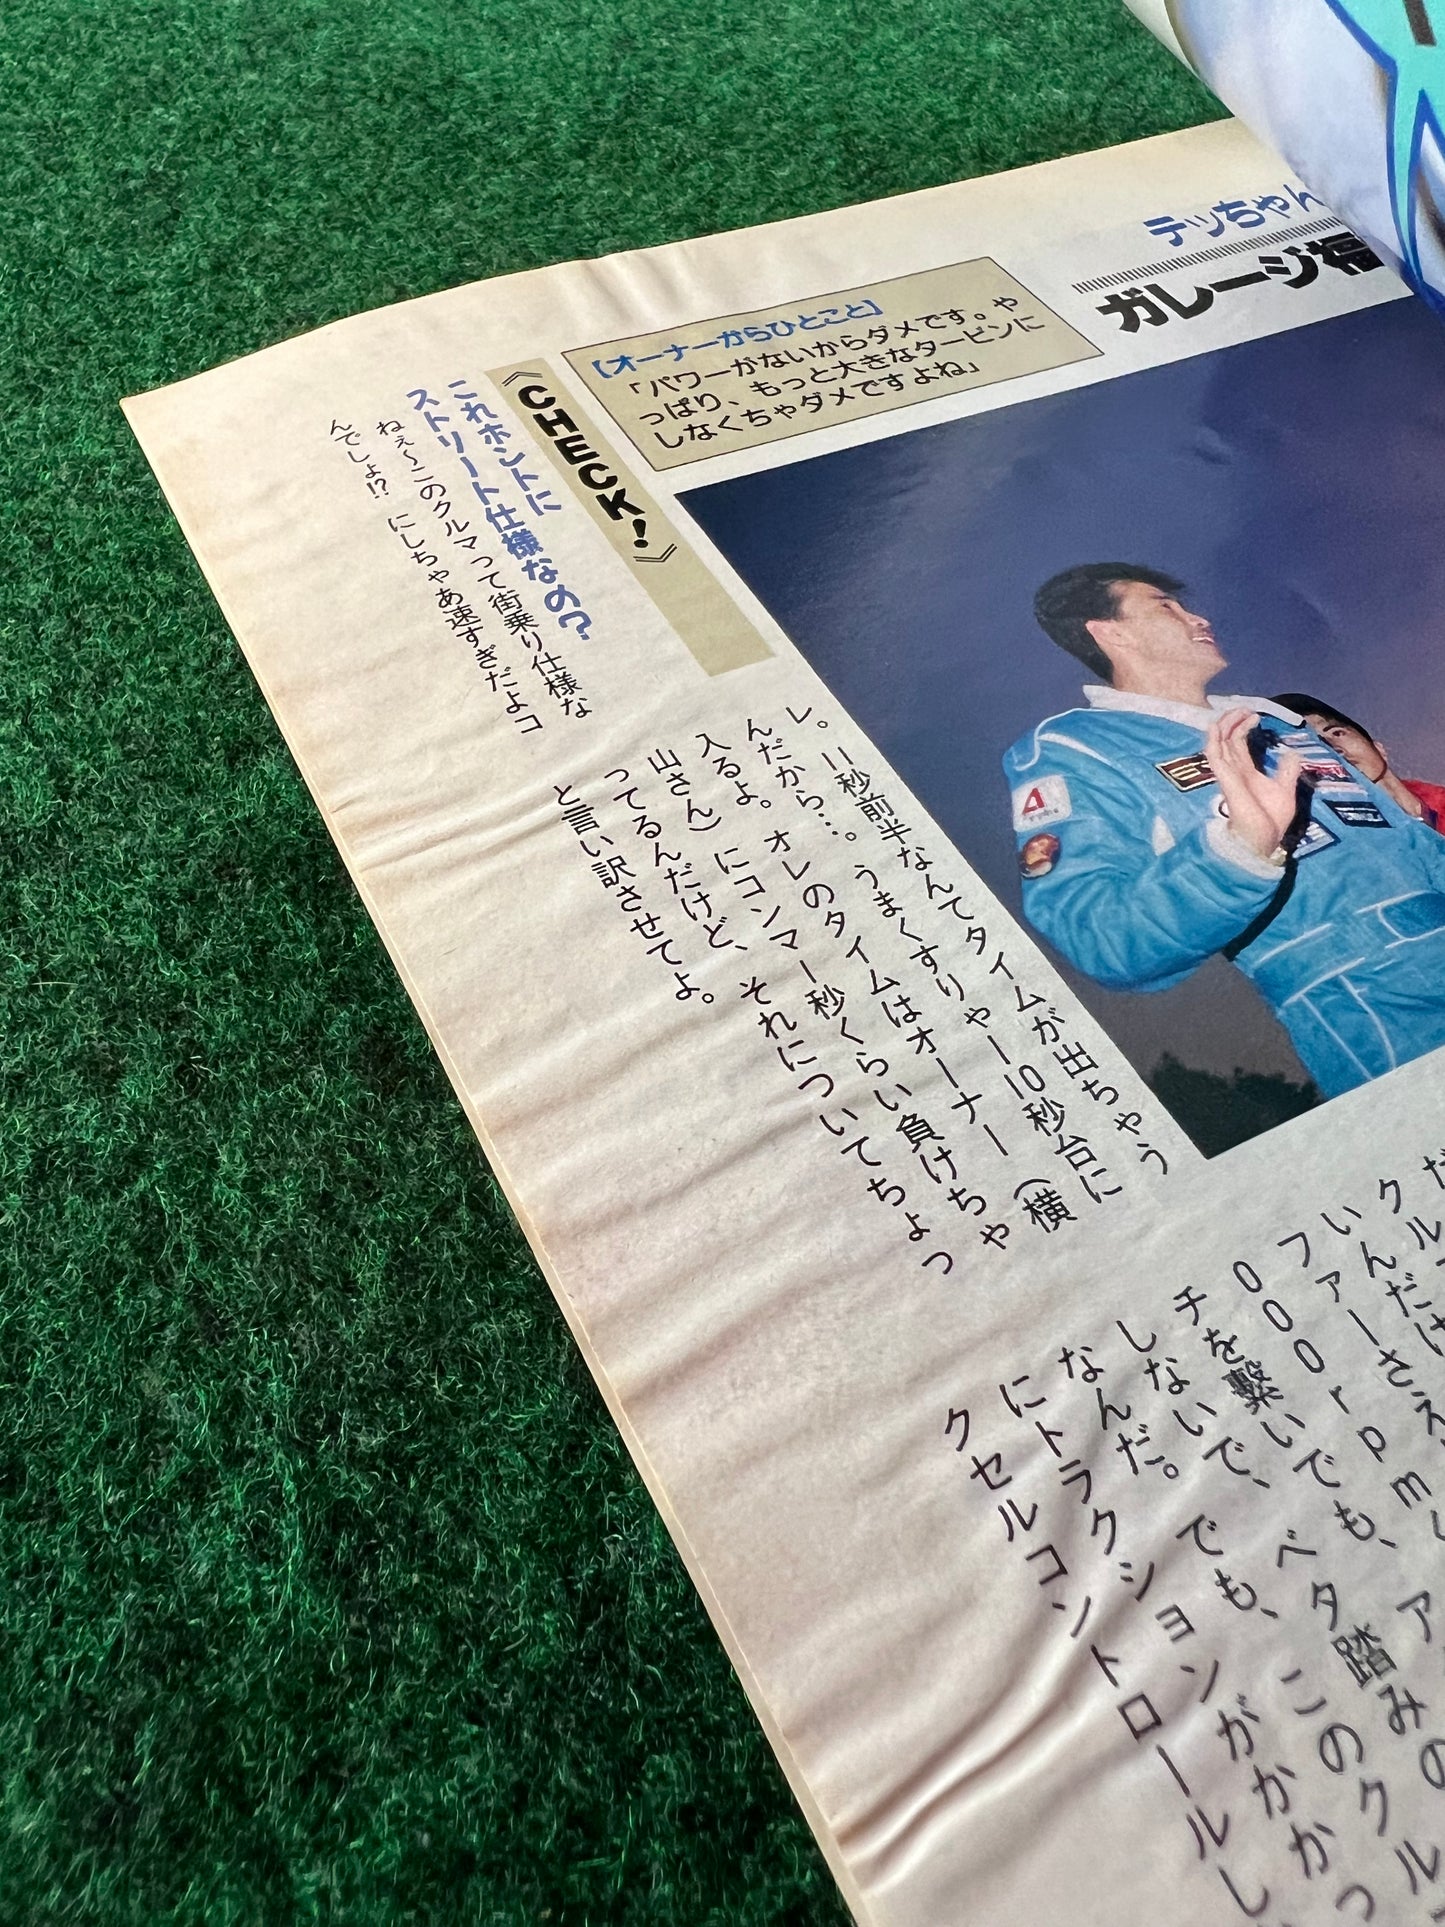 テッちゃん
ガレージ福
【オーナーからひとこと】
「パワーがないからダメです。や
っぱり、もっと大きなタービンに
しなくちゃダメですよね」
《CHECK!》
これホントに
ストリート仕様なの?
ねぇ〜このクルマって街乗り仕様な
んでしょ!? にしちゃあ速すぎだよコ
レ。11秒前半なんてタイムが出ちゃう
んだから…。うまくすりゃー10秒台に
入るよ。オレのタイムはオーナー(横
山さん)にコンマ一秒くらい負けちゃ
ってるんだけど、それについてちょっ
と言い訳させてよ。
いんだけ
ファーさえ
000rpm
チを繋いでも、ベタ踏みの
しないで、
なんだ。でも、このクル
にトラクションがかかっ
クセルコントロールし